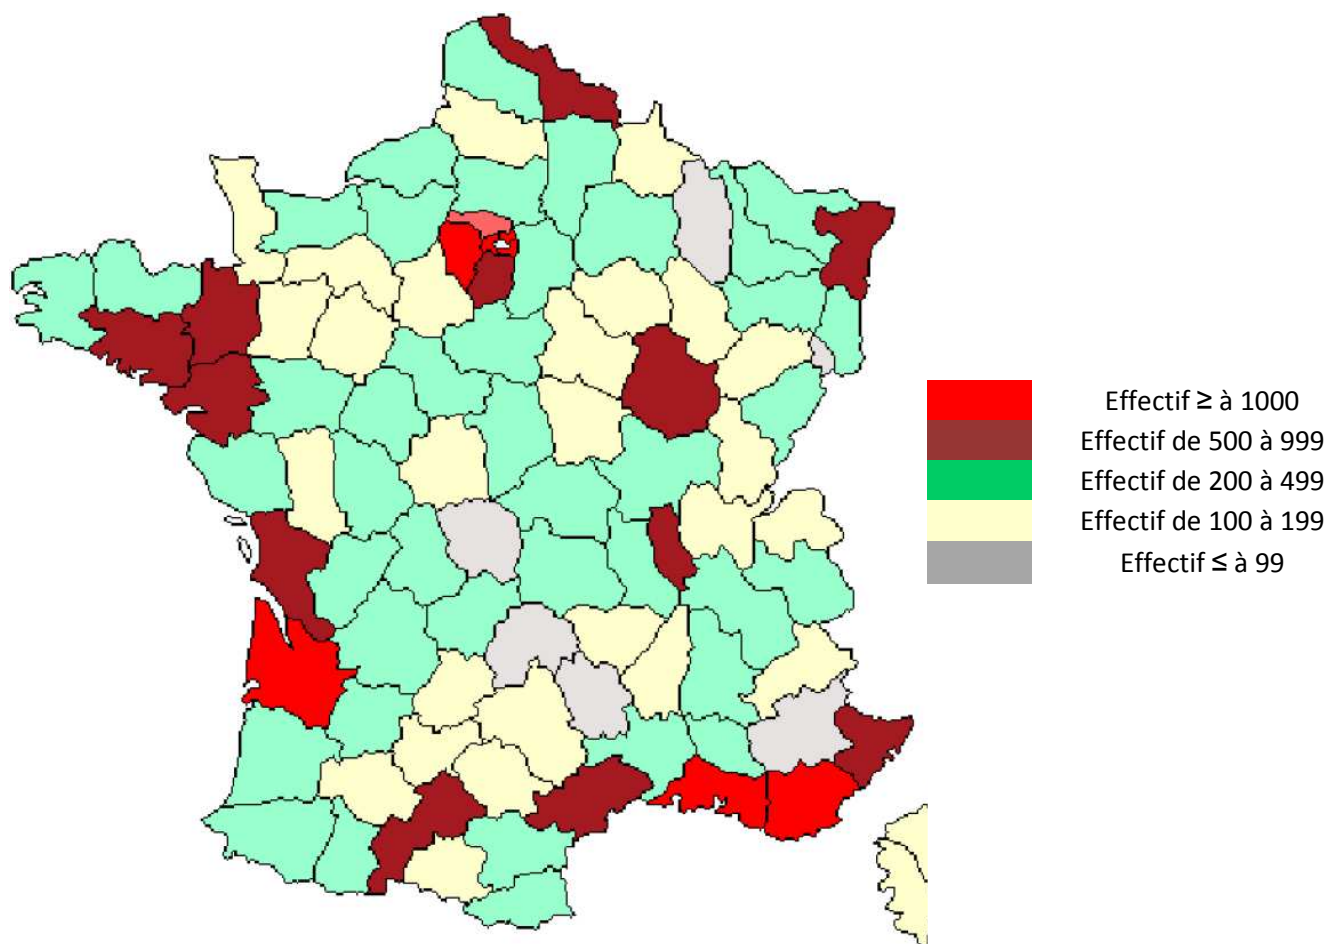 Effectif ≥ à 1000
Effectif de 500 à 999
Effectif de 200 à 499
Effectif de 100 à 199
Effectif ≤ à 99